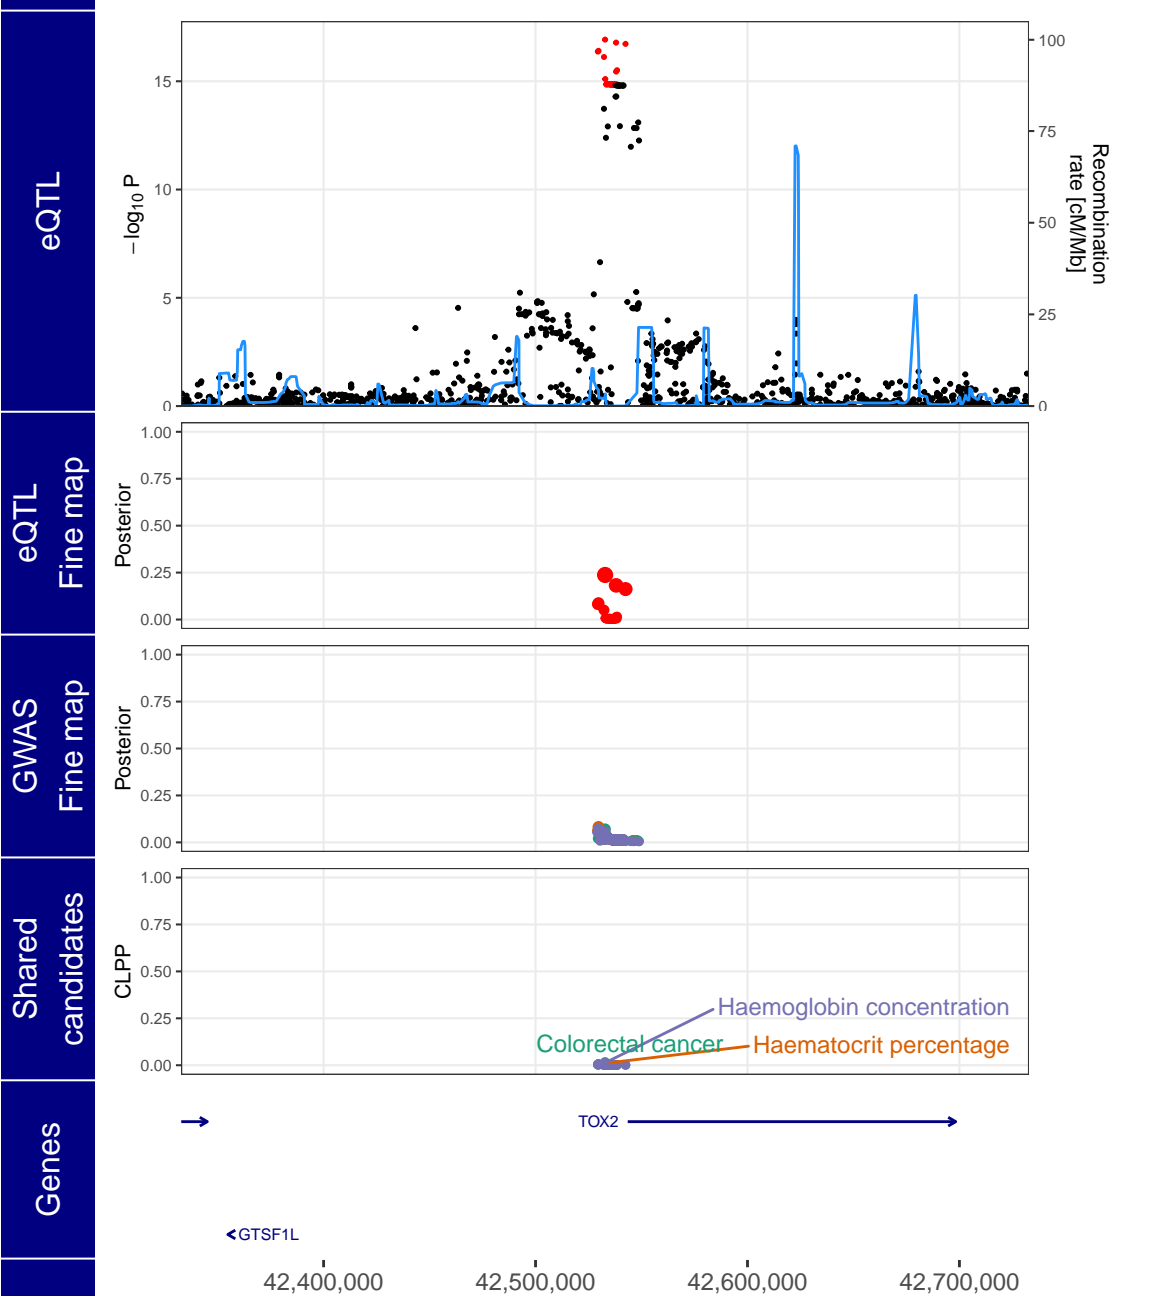 eQTL
−log10 P
15
10
5
0
100
75
50
25
0
Recombination
rate [cM/Mb]
eQTL
Fine map
Posterior
1.00
0.75
0.50
0.25
0.00
GWAS
Fine map
Posterior
1.00
0.75
0.50
0.25
0.00
Shared
candidates
CLPP
1.00
0.75
0.50
0.25
0.00
Haemoglobin concentration
Colorectal cancer
Haematocrit percentage
Genes
TOX2
GTSF1L
42,400,000
42,500,000
42,600,000
42,700,000